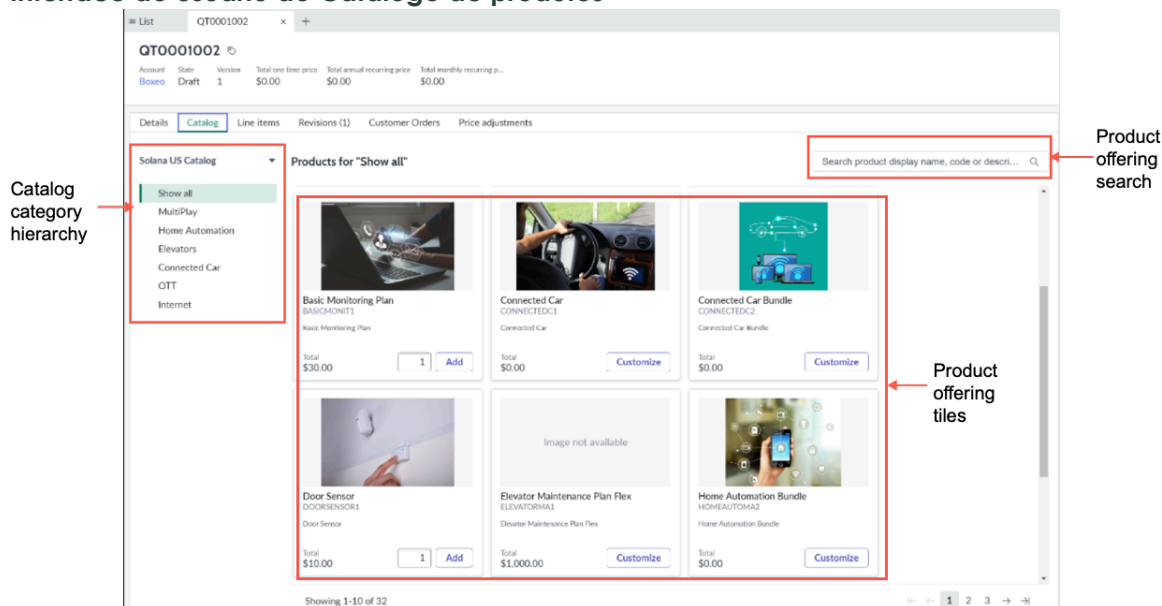 List
QT0001002
QT0001002
Account State Version Total one time price Total annual recurring price Total monthly recurring p...
Boxeo Draft 1 $0.00 $0.00 $0.00
Details Catalog Line items Revisions (1) Customer Orders Price adjustments
Solana US Catalog
Products for "Show all"
Search product display name, code or descri...
Product
offering
search
Catalog
category
hierarchy
Show all
MultiPlay
Home Automation
Elevators
Connected Car
OTT
Internet
Basic Monitoring Plan
BASICMONIT1
Basic Monitoring Plan
Total
$30.00
1 Add
Connected Car
CONNECTEDC1
Connected Car
Total
$0.00
Customize
Connected Car Bundle
CONNECTEDC2
Connected Car Bundle
Total
$0.00
Customize
Product
offering
tiles
Door Sensor
DOORSENSOR1
Door Sensor
Total
$10.00
1 Add
Image not available
Elevator Maintenance Plan Flex
ELEVATORMA1
Elevator Maintenance Plan Flex
Total
$1,000.00
Customize
Home Automation Bundle
HOMEAUTOMA2
Home Automation Bundle
Total
$0.00
Customize
Showing 1-10 of 32
1 2 3